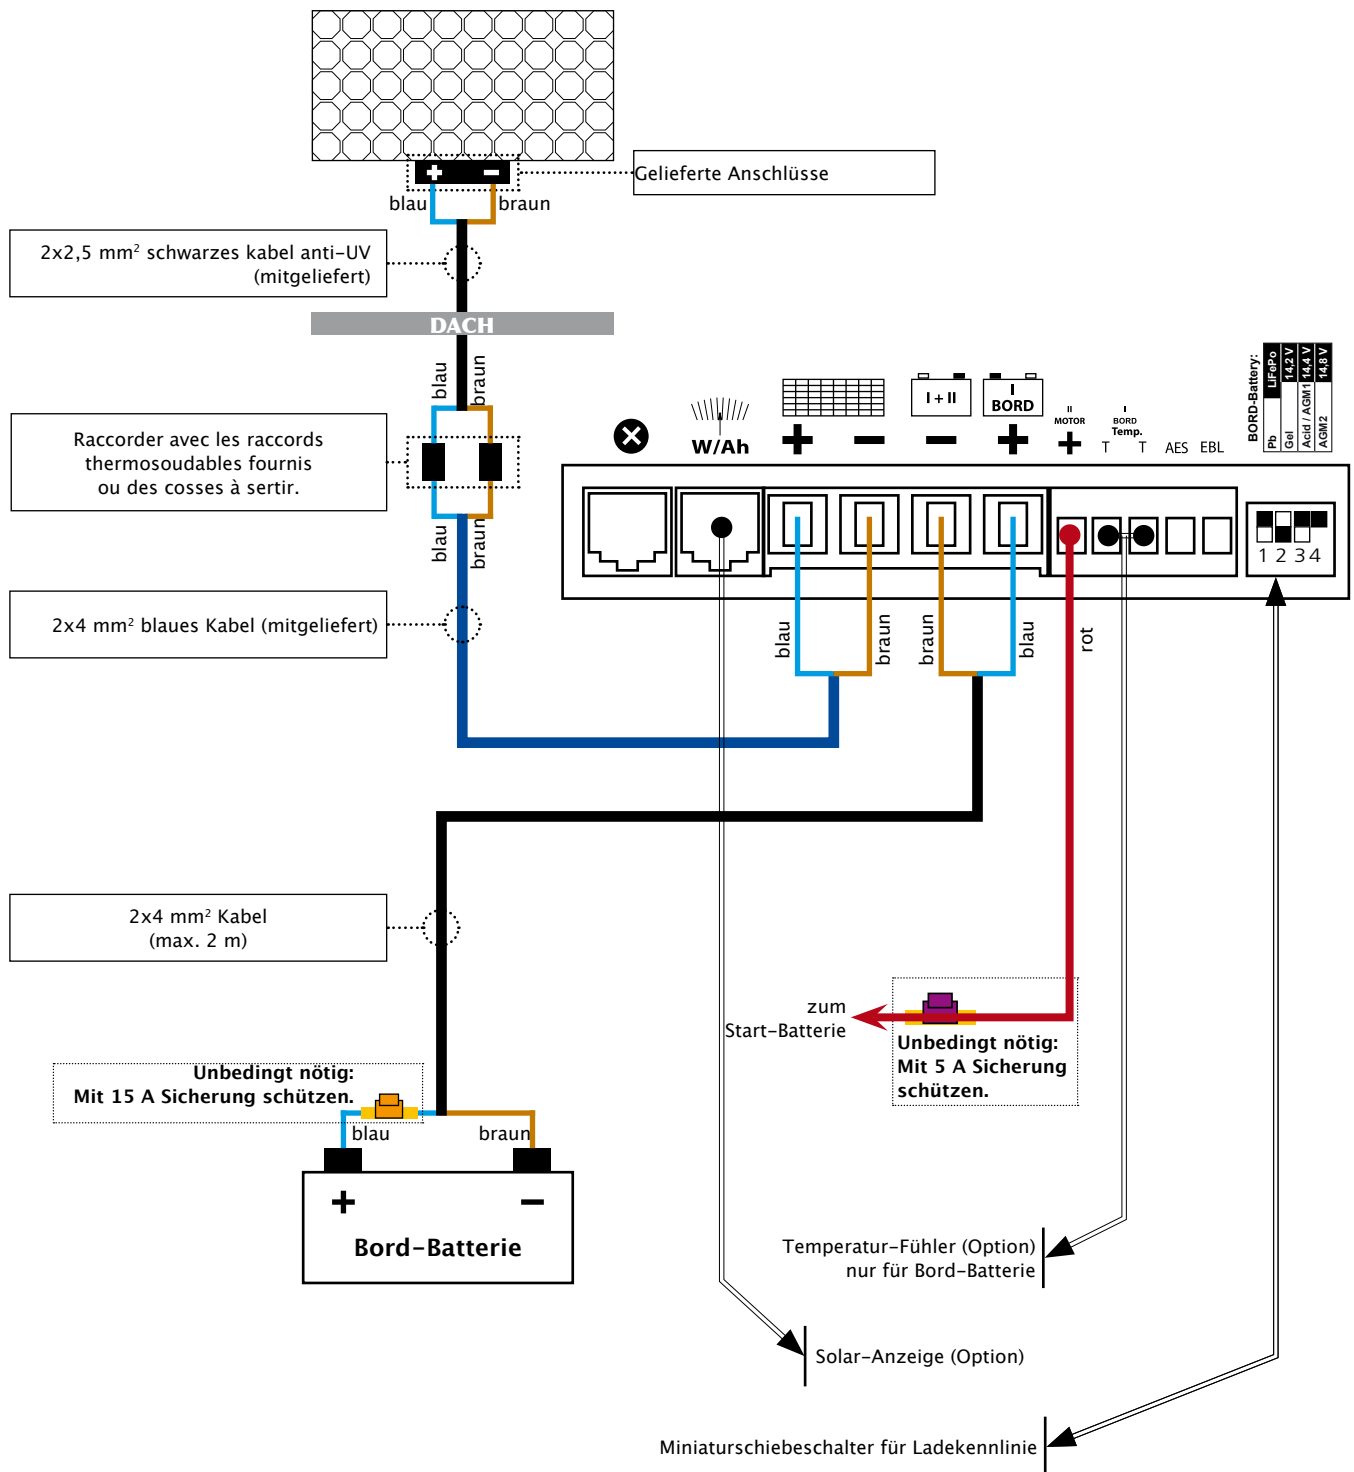 Gelieferte Anschlüsse
blau
braun
2x2,5 mm² schwarzes kabel anti-UV
(mitgeliefert)
DACH
blau
braun
Raccorder avec les raccords
thermosoudables fournis
ou des cosses à sertir.
blau
braun
2x4 mm² blaues Kabel (mitgeliefert)
W/Ah
I + II
I
BORD
II
MOTOR
I
BORD
Temp.
T T
AES
EBL
BORD-Battery:
Pb LiFePo
Gel 14,2 V
Acid / AGM1 14,4 V
AGM2 14,8 V
1 2 3 4
blau
braun
braun
blau
rot
2x4 mm² Kabel
(max. 2 m)
zum
Start-Batterie
Unbedingt nötig:
Mit 5 A Sicherung
schützen.
Unbedingt nötig:
Mit 15 A Sicherung schützen.
blau
braun
+ −
Bord-Batterie
Temperatur-Fühler (Option)
nur für Bord-Batterie
Solar-Anzeige (Option)
Miniaturschiebeschalter für Ladekennlinie